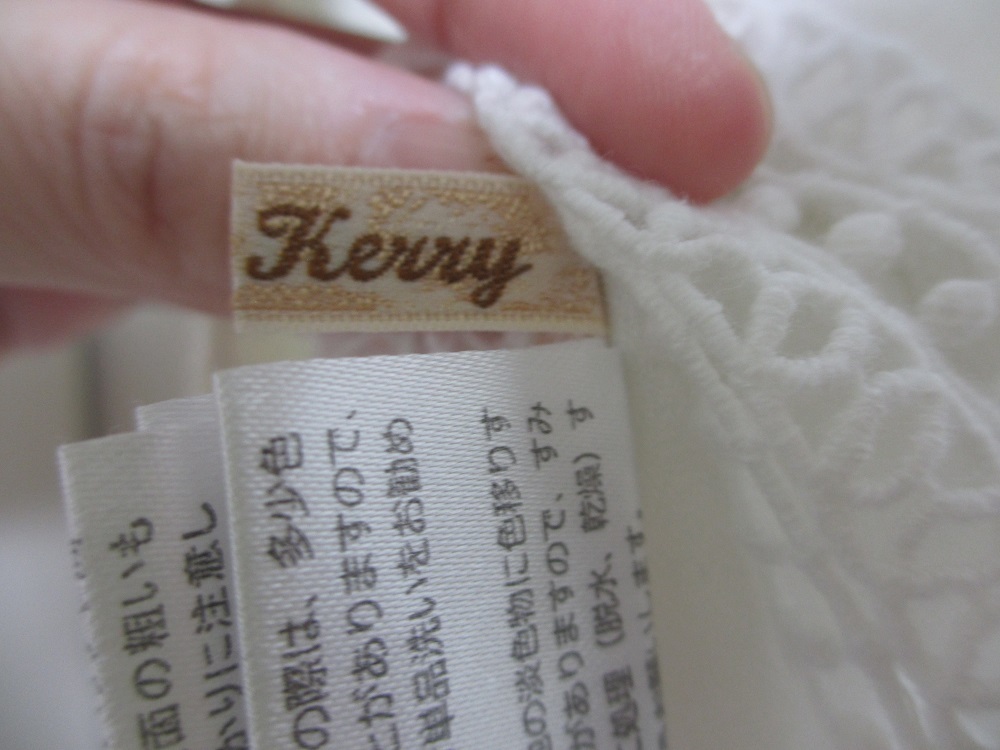 Kerry
面の粗いも
かりに注意し
の際は、多少色
とがありますので、
単品洗いをお勧め
の淡色物に色移りす
がありますので、すみ
処理（脱水、乾燥）す
します。